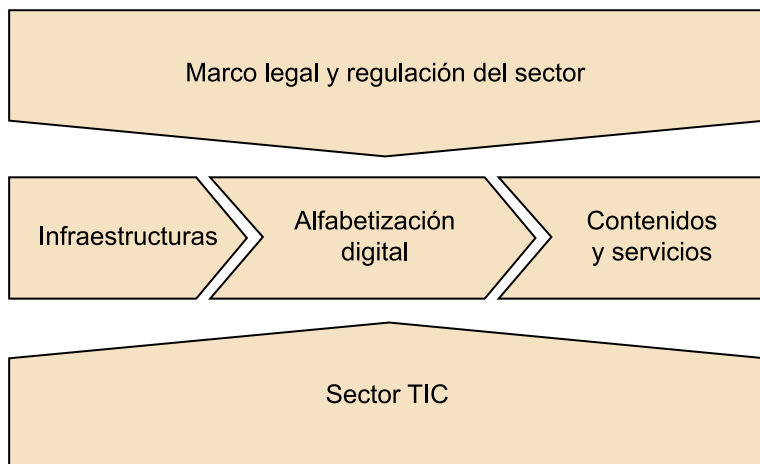 Marco legal y regulación del sector
Infraestructuras
Alfabetización
digital
Contenidos
y servicios
Sector TIC